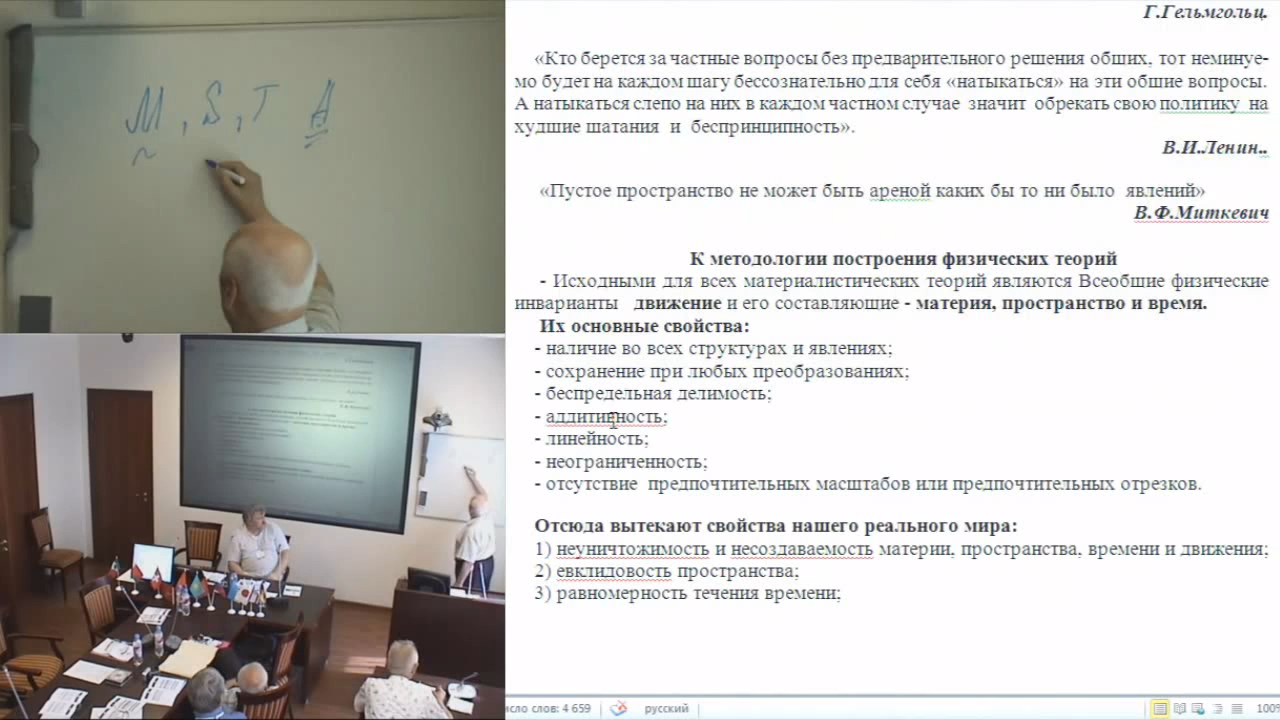 M, S, T A
Г.Гельмгольц.
«Кто берется за частные вопросы без предварительного решения обших, тот неминуе-
мо будет на каждом шагу бессознательно для себя «натыкаться» на эти обшие вопросы.
А натыкаться слепо на них в каждом частном случае значит обрекать свою политику на
худшие шатания и беспринципность».
В.И.Ленин..
«Пустое пространство не может быть ареной каких бы то ни было явлений»
В.Ф.Миткевич
К методологии построения физических теорий
- Исходными для всех материалистических теорий являются Всеобщие физические
инварианты движение и его составляющие - материя, пространство и время.
Их основные свойства:
- наличие во всех структурах и явлениях;
- сохранение при любых преобразованиях;
- беспредельная делимость;
- аддитивность;
- линейность;
- неограниченность;
- отсутствие предпочтительных масштабов или предпочтительных отрезков.
Отсюда вытекают свойства нашего реального мира:
1) неуничтожимость и несоздаваемость материи, пространства, времени и движения;
2) евклидовость пространства;
3) равномерность течения времени;
исло слов: 4 659 русский 100%